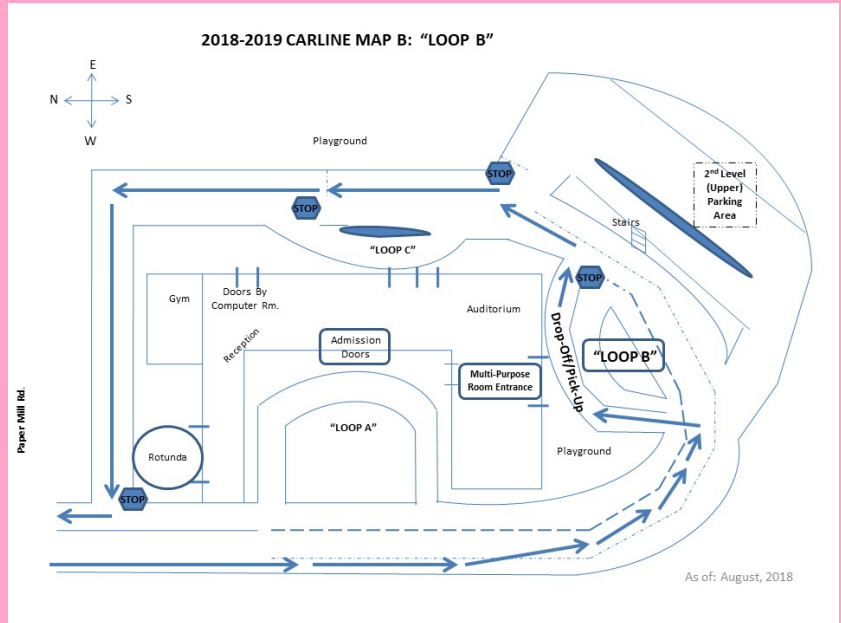 2018-2019 CARLINE MAP B: “LOOP B”
E
N
S
W
Playground
STOP
2nd Level
(Upper)
Parking
Area
STOP
Stairs
“LOOP C”
STOP
Gym
Doors By
Computer Rm.
Auditorium
Reception
Admission
Doors
Drop-Off/Pick-Up
“LOOP B”
Multi-Purpose
Room Entrance
Paper Mill Rd.
“LOOP A”
Rotunda
Playground
STOP
As of: August, 2018